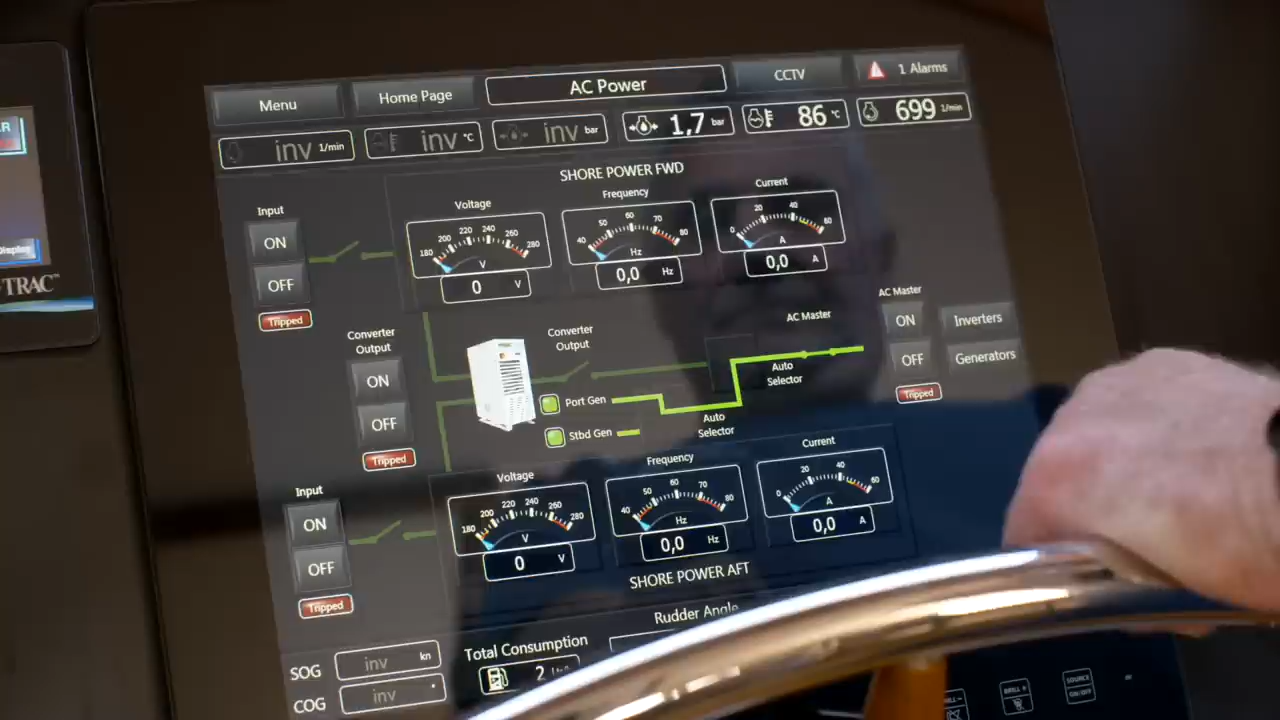 Menu
Home Page
AC Power
CCTV
1 Alarms
inv 1/min
inv °C
inv bar
1,7 bar
86 °C
699 1/min
SHORE POWER FWD
Input
ON
OFF
Tripped
Voltage
180 200 220 240 260 280
V
0 V
Frequency
40 50 60 70 80
Hz
0,0 Hz
Current
0 20 40 60
A
0,0 A
Converter
Output
ON
OFF
Tripped
Converter
Output
AC Master
Auto
Selector
Port Gen
Stbd Gen
Auto
Selector
AC Master
ON
OFF
Tripped
Inverters
Generators
Input
ON
OFF
Tripped
Voltage
180 200 220 240 260 280
V
0 V
Frequency
40 50 60 70 80
Hz
0,0 Hz
Current
0 20 40 60
A
0,0 A
SHORE POWER AFT
Rudder Angle
Total Consumption
2
SOG inv kn
COG inv °
TRAC
Display
BRILL +
SOURCE
ON/OFF